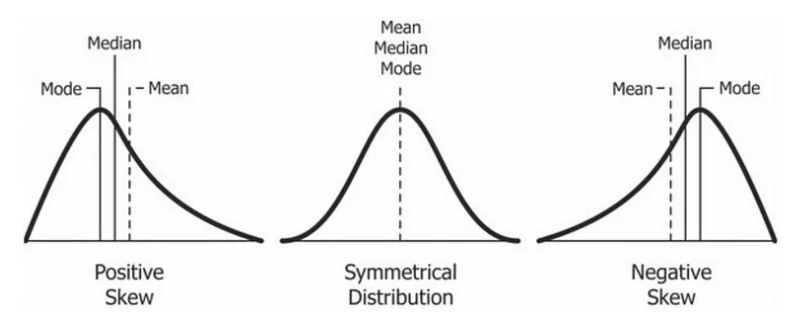 Median
Mode
Mean
Positive
Skew
Mean
Median
Mode
Symmetrical
Distribution
Median
Mean
Mode
Negative
Skew